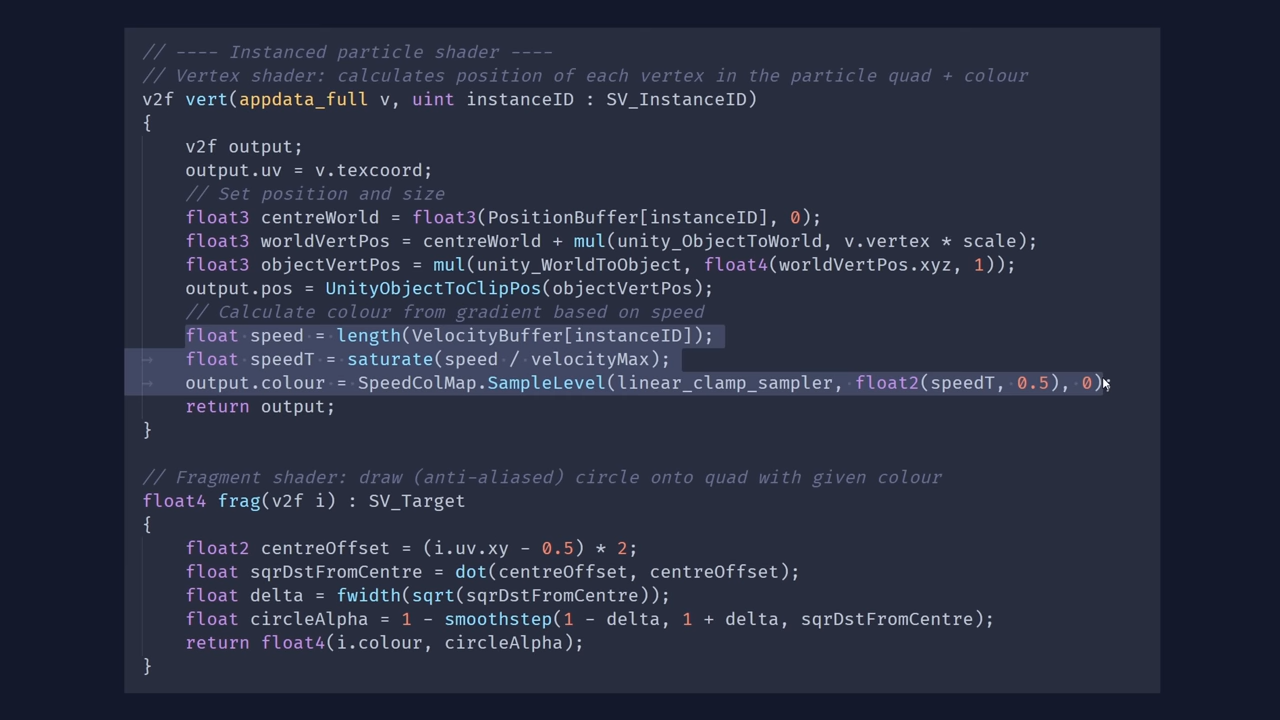 // ---- Instanced particle shader ----
// Vertex shader: calculates position of each vertex in the particle quad + colour
v2f vert(appdata_full v, uint instanceID : SV_InstanceID)
{
    v2f output;
    output.uv = v.texcoord;
    // Set position and size
    float3 centreWorld = float3(PositionBuffer[instanceID], 0);
    float3 worldVertPos = centreWorld + mul(unity_ObjectToWorld, v.vertex * scale);
    float3 objectVertPos = mul(unity_WorldToObject, float4(worldVertPos.xyz, 1));
    output.pos = UnityObjectToClipPos(objectVertPos);
    // Calculate colour from gradient based on speed
    float speed = length(VelocityBuffer[instanceID]);
    float speedT = saturate(speed / velocityMax);
    output.colour = SpeedColMap.SampleLevel(linear_clamp_sampler, float2(speedT, 0.5), 0)
    return output;
}

// Fragment shader: draw (anti-aliased) circle onto quad with given colour
float4 frag(v2f i) : SV_Target
{
    float2 centreOffset = (i.uv.xy - 0.5) * 2;
    float sqrDstFromCentre = dot(centreOffset, centreOffset);
    float delta = fwidth(sqrt(sqrDstFromCentre));
    float circleAlpha = 1 - smoothstep(1 - delta, 1 + delta, sqrDstFromCentre);
    return float4(i.colour, circleAlpha);
}